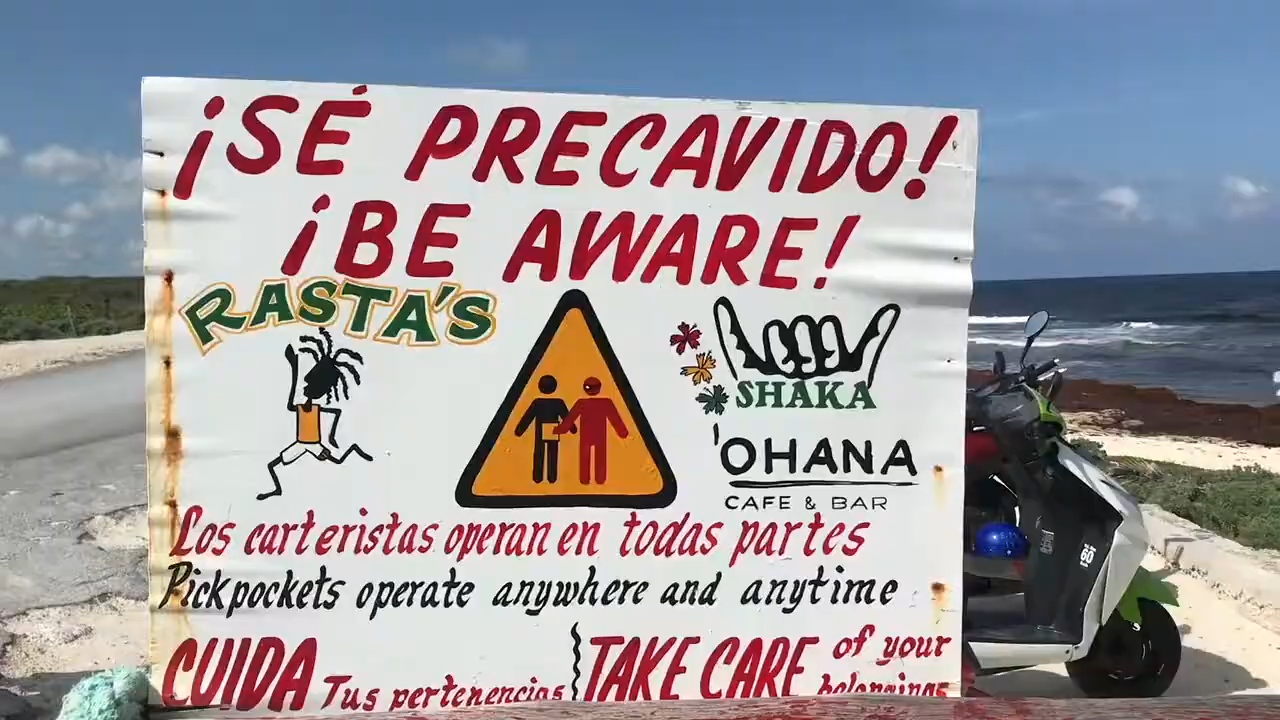 ¡SÉ PRECAVIDO!
¡BE AWARE!
RASTA'S
SHAKA
'OHANA
CAFE & BAR
Los carteristas operan en todas partes
Pickpockets operate anywhere and anytime
CUIDA Tus pertenencias
TAKE CARE of your belongings
60